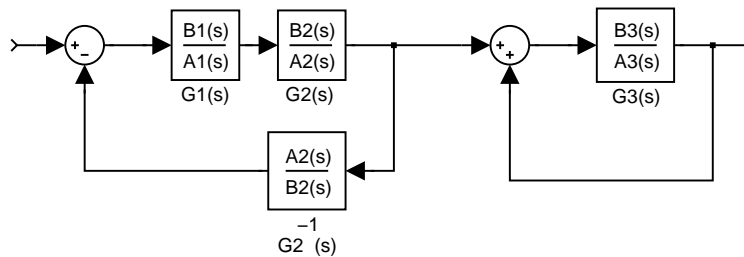 +
-
B1(s)
A1(s)
G1(s)
B2(s)
A2(s)
G2(s)
+
+
B3(s)
A3(s)
G3(s)
A2(s)
B2(s)
−1
G2 (s)